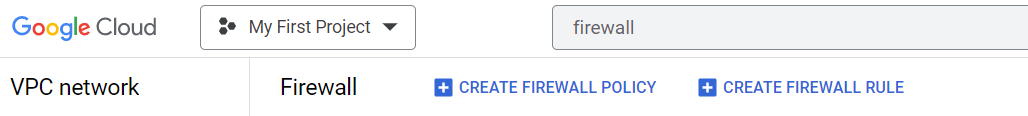 Google Cloud My First Project firewall
VPC network Firewall CREATE FIREWALL POLICY CREATE FIREWALL RULE